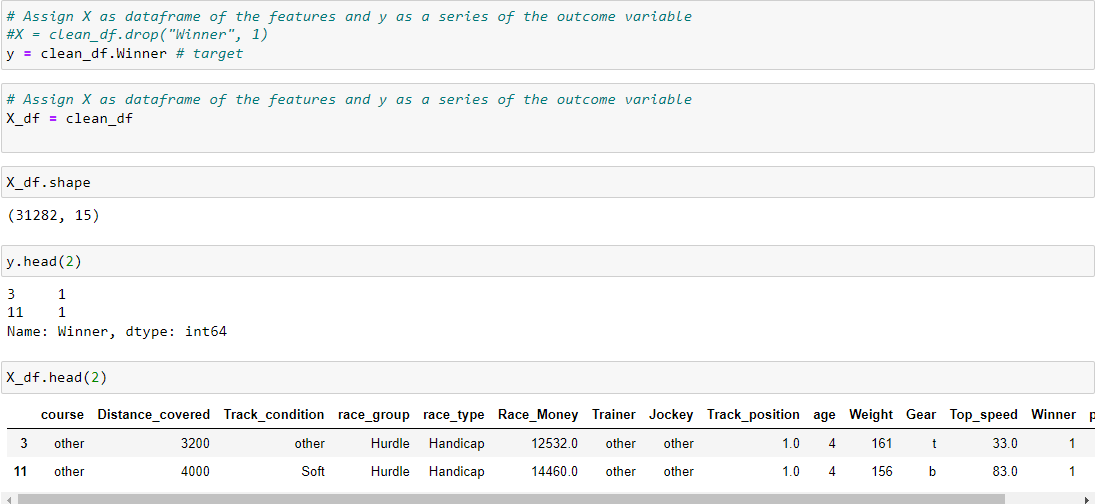 # Assign X as dataframe of the features and y as a series of the outcome variable
#X = clean_df.drop("Winner", 1)
y = clean_df.Winner # target
# Assign X as dataframe of the features and y as a series of the outcome variable
X_df = clean_df
X_df.shape
(31282, 15)
y.head(2)
3 1
11 1
Name: Winner, dtype: int64
X_df.head(2)
course Distance_covered Track_condition race_group race_type Race_Money Trainer Jockey Track_position age Weight Gear Top_speed Winner p
3 other 3200 other Hurdle Handicap 12532.0 other other 1.0 4 161 t 33.0 1
11 other 4000 Soft Hurdle Handicap 14460.0 other other 1.0 4 156 b 83.0 1